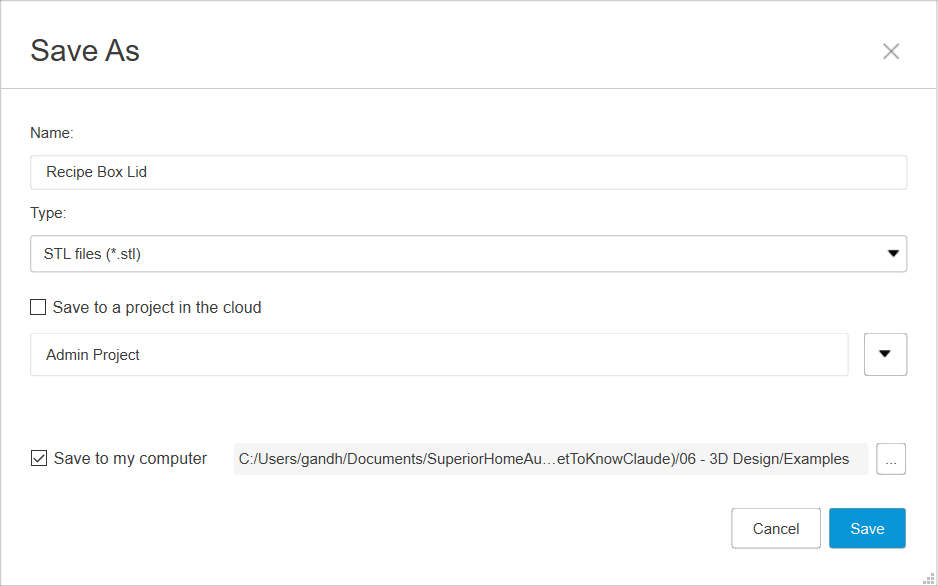 Save As
Name:
Recipe Box Lid
Type:
STL files (*.stl)
Save to a project in the cloud
Admin Project
Save to my computer C:/Users/gandh/Documents/SuperiorHomeAu...etToKnowClaude)/06 - 3D Design/Examples ...
Cancel Save